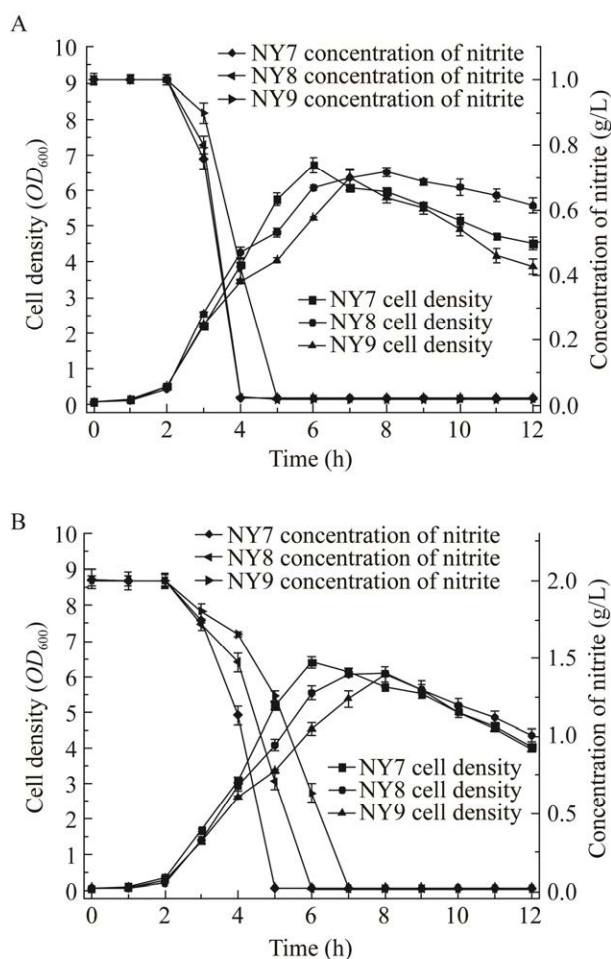 A
NY7 concentration of nitrite
NY8 concentration of nitrite
NY9 concentration of nitrite
10
9
8
7
6
5
4
3
2
1
0
Cell density (OD600)
1.0
0.8
0.6
0.4
0.2
0.0
Concentration of nitrite (g/L)
NY7 cell density
NY8 cell density
NY9 cell density
0 2 4 6 8 10 12
Time (h)
B
NY7 concentration of nitrite
NY8 concentration of nitrite
NY9 concentration of nitrite
10
9
8
7
6
5
4
3
2
1
0
Cell density (OD600)
2.0
1.5
1.0
0.5
0.0
Concentration of nitrite (g/L)
NY7 cell density
NY8 cell density
NY9 cell density
0 2 4 6 8 10 12
Time (h)